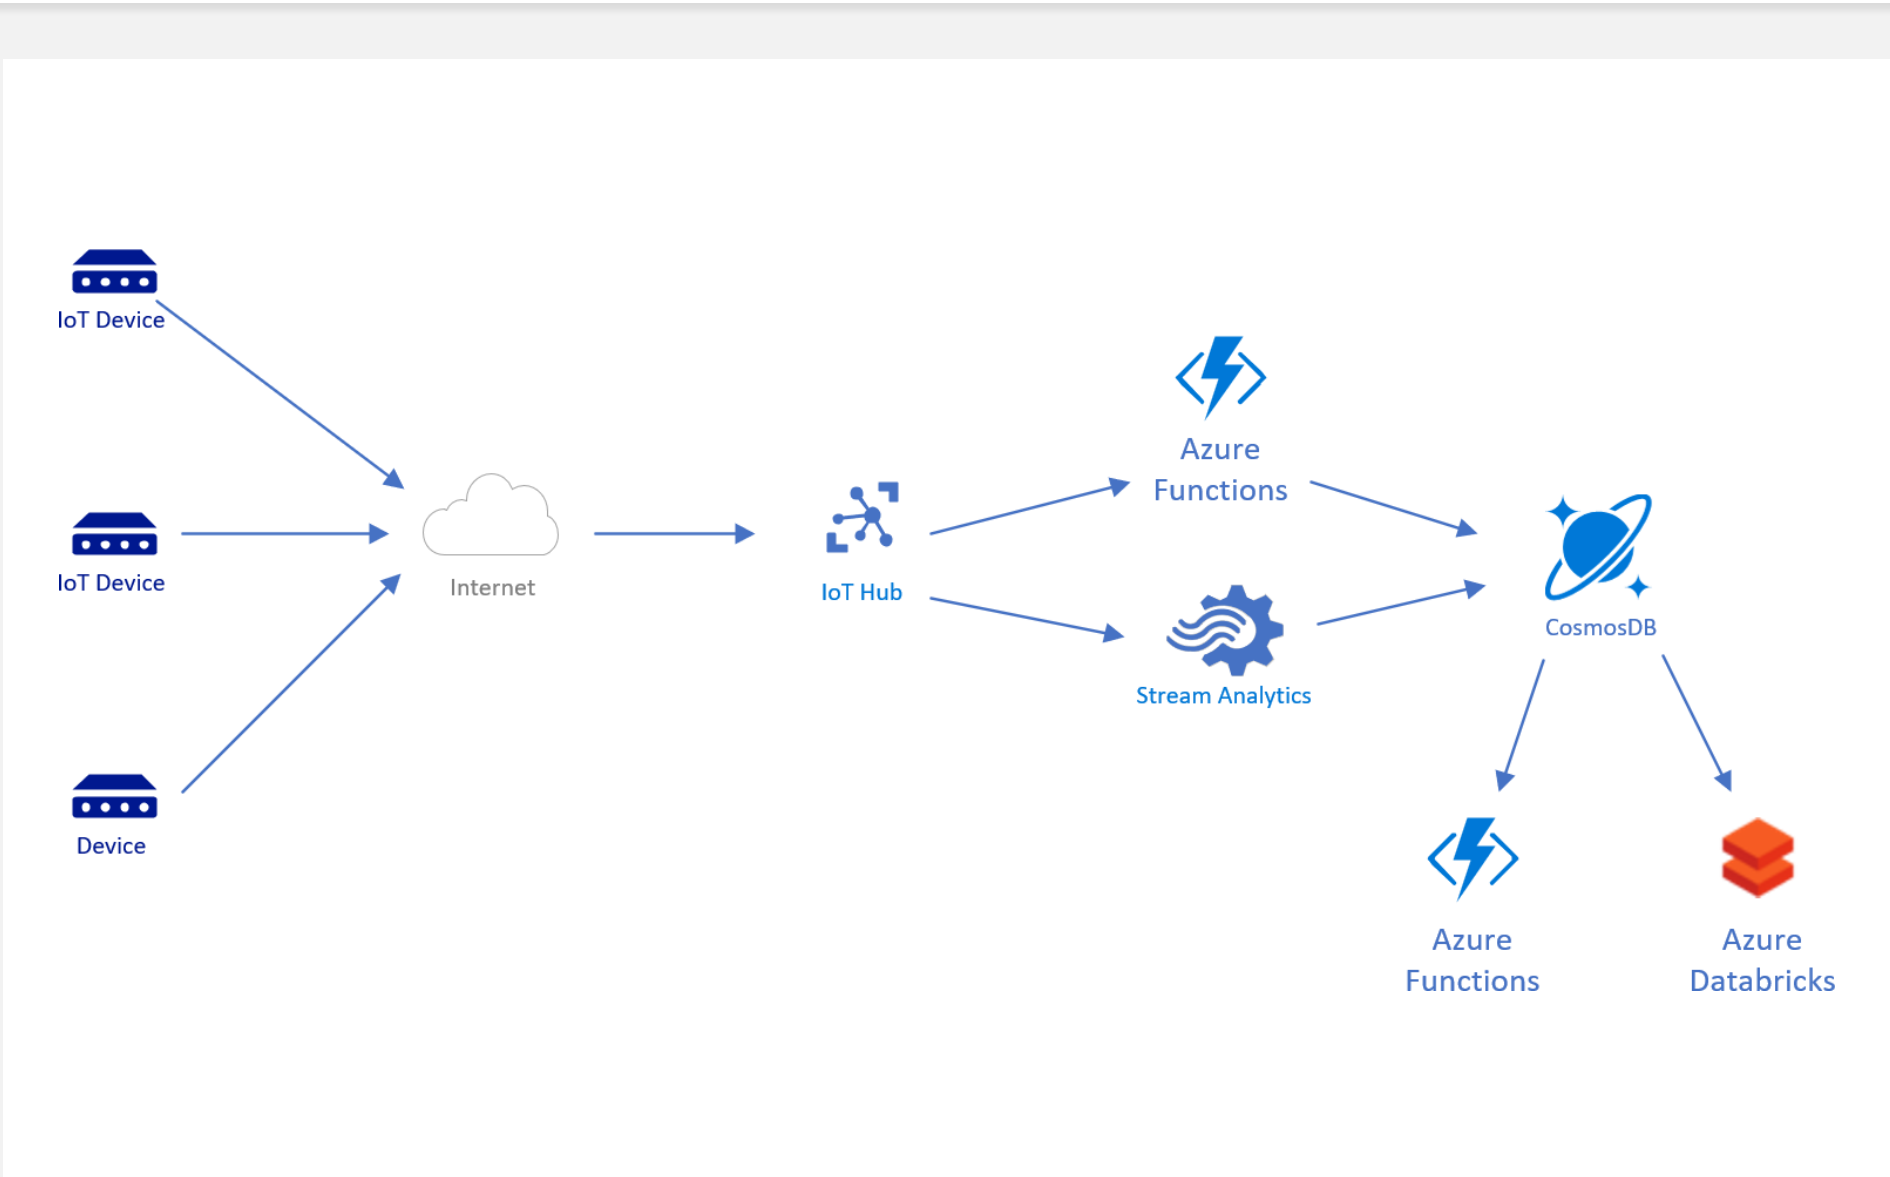 IoT Device
IoT Device
Device
Internet
IoT Hub
Azure
Functions
Stream Analytics
CosmosDB
Azure
Functions
Azure
Databricks